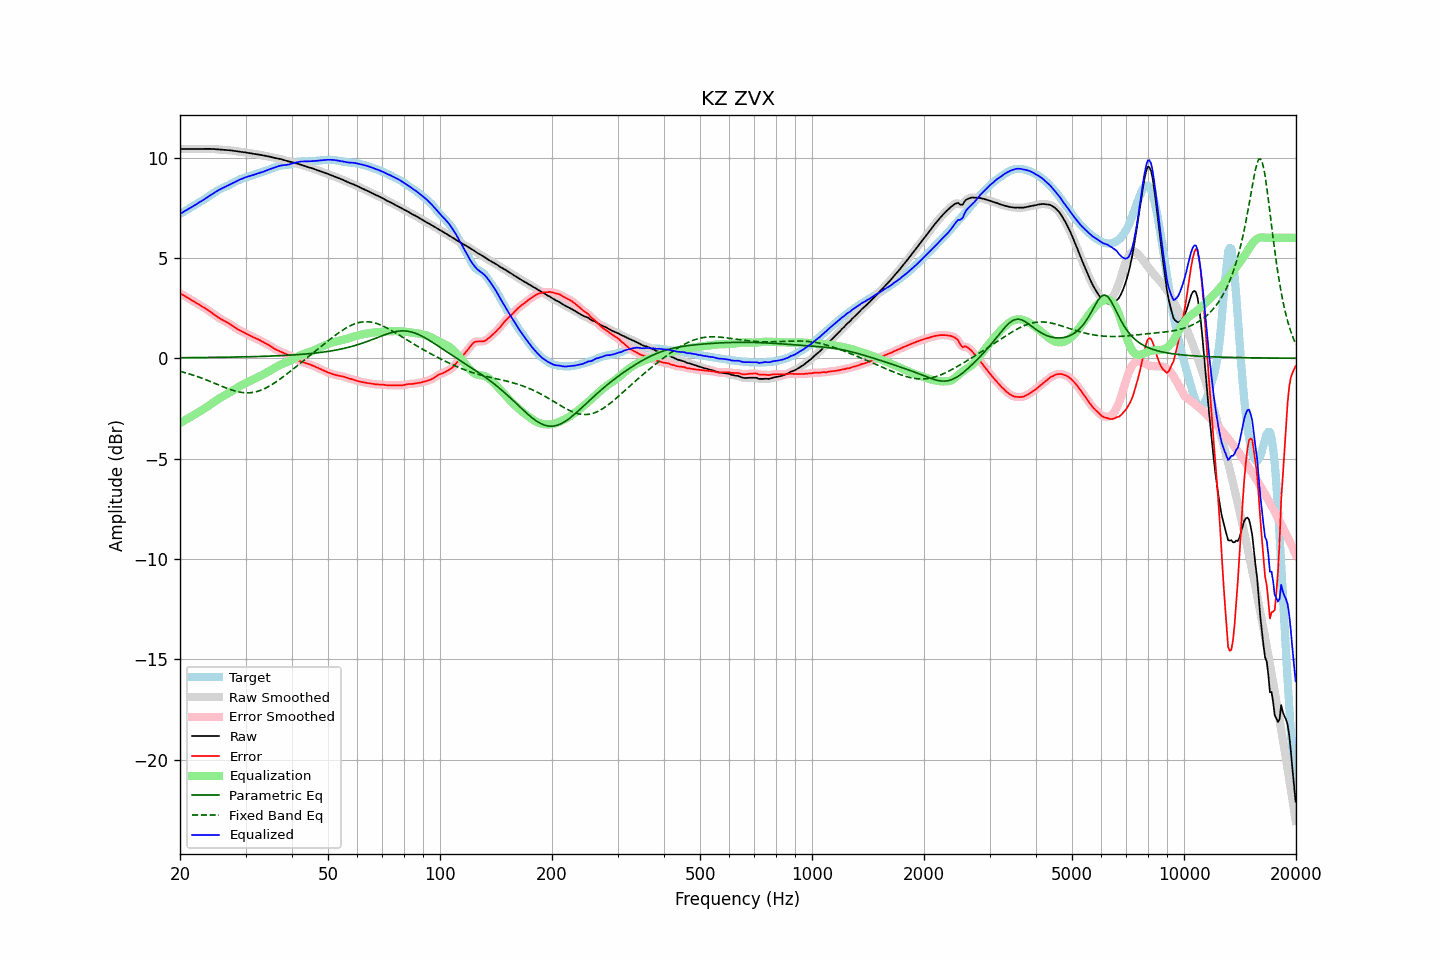 KZ ZVX
Amplitude (dBr)
10
5
0
−5
−10
−15
−20
Target
Raw Smoothed
Error Smoothed
Raw
Error
Equalization
Parametric Eq
Fixed Band Eq
Equalized
20 50 100 200 500 1000 2000 5000 10000 20000
Frequency (Hz)